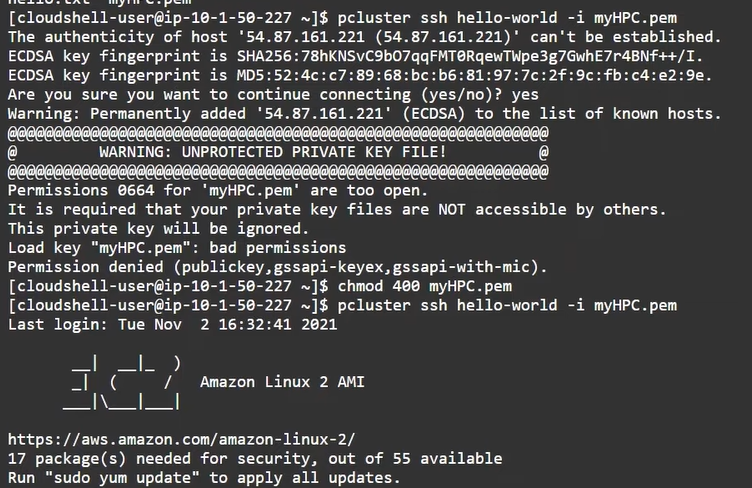 hello.txt myHPC.pem
[cloudshell-user@ip-10-1-50-227 ~]$ pcluster ssh hello-world -i myHPC.pem
The authenticity of host '54.87.161.221 (54.87.161.221)' can't be established.
ECDSA key fingerprint is SHA256:78hKNSvC9bO7qqFMT0RqewTWpe3g7GwhE7r4BNf++/I.
ECDSA key fingerprint is MD5:52:4c:c7:89:68:bc:b6:81:97:7c:2f:9c:fb:c4:e2:9e.
Are you sure you want to continue connecting (yes/no)? yes
Warning: Permanently added '54.87.161.221' (ECDSA) to the list of known hosts.
@@@@@@@@@@@@@@@@@@@@@@@@@@@@@@@@@@@@@@@@@@@@@@@@@@@@@@@@@@@
@         WARNING: UNPROTECTED PRIVATE KEY FILE!          @
@@@@@@@@@@@@@@@@@@@@@@@@@@@@@@@@@@@@@@@@@@@@@@@@@@@@@@@@@@@
Permissions 0664 for 'myHPC.pem' are too open.
It is required that your private key files are NOT accessible by others.
This private key will be ignored.
Load key "myHPC.pem": bad permissions
Permission denied (publickey,gssapi-keyex,gssapi-with-mic).
[cloudshell-user@ip-10-1-50-227 ~]$ chmod 400 myHPC.pem
[cloudshell-user@ip-10-1-50-227 ~]$ pcluster ssh hello-world -i myHPC.pem
Last login: Tue Nov  2 16:32:41 2021
       __|  __|_  )
       _|  (     /   Amazon Linux 2 AMI
      ___|\___|___|
https://aws.amazon.com/amazon-linux-2/
17 package(s) needed for security, out of 55 available
Run "sudo yum update" to apply all updates.